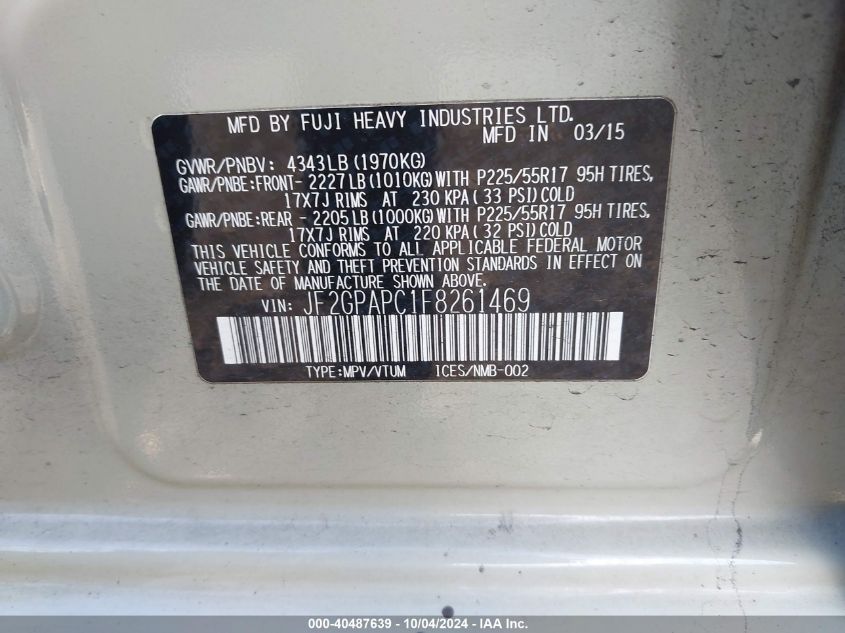 MFD BY FUJI HEAVY INDUSTRIES LTD.
MFD IN 03/15
GVWR/PNBV: 4343LB(1970KG)
GAWR/PNBE:FRONT- 2227LB(1010KG)WITH P225/55R17 95H TIRES,
17X7J RIMS AT 230 KPA( 33 PSI)COLD
GAWR/PNBE:REAR - 2205LB(1000KG)WITH P225/55R17 95H TIRES,
17X7J RIMS AT 220 KPA( 32 PSI)COLD
THIS VEHICLE CONFORMS TO ALL APPLICABLE FEDERAL MOTOR
VEHICLE SAFETY AND THEFT PREVENTION STANDARDS IN EFFECT ON
THE DATE OF MANUFACTURE SHOWN ABOVE.
VIN: JF2GPAPC1F8261469
TYPE:MPV/VTUM ICES/NMB-002
000-40487639 - 10/04/2024 - IAA Inc.